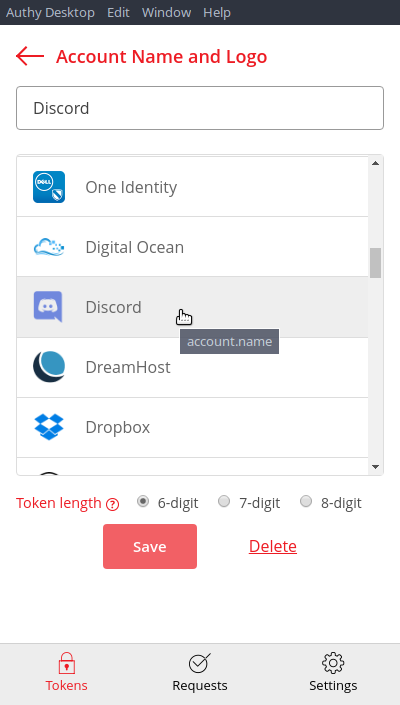 Authy Desktop Edit Window Help
Account Name and Logo
Discord
DELL
One Identity
Digital Ocean
Discord
account.name
DreamHost
Dropbox
Token length ? 6-digit 7-digit 8-digit
Save Delete
Tokens Requests Settings